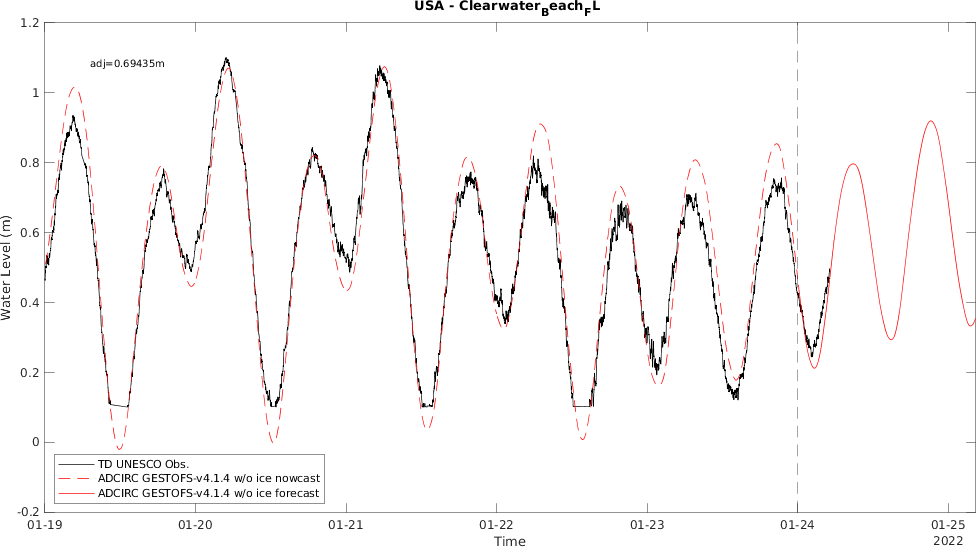 USA - Clearwater_Beach_FL
adj=0.69435m
1.2
1
0.8
0.6
0.4
0.2
0
-0.2
Water Level (m)
TD UNESCO Obs.
ADCIRC GESTOFS-v4.1.4 w/o ice nowcast
ADCIRC GESTOFS-v4.1.4 w/o ice forecast
01-19 01-20 01-21 01-22 01-23 01-24 01-25
Time
2022